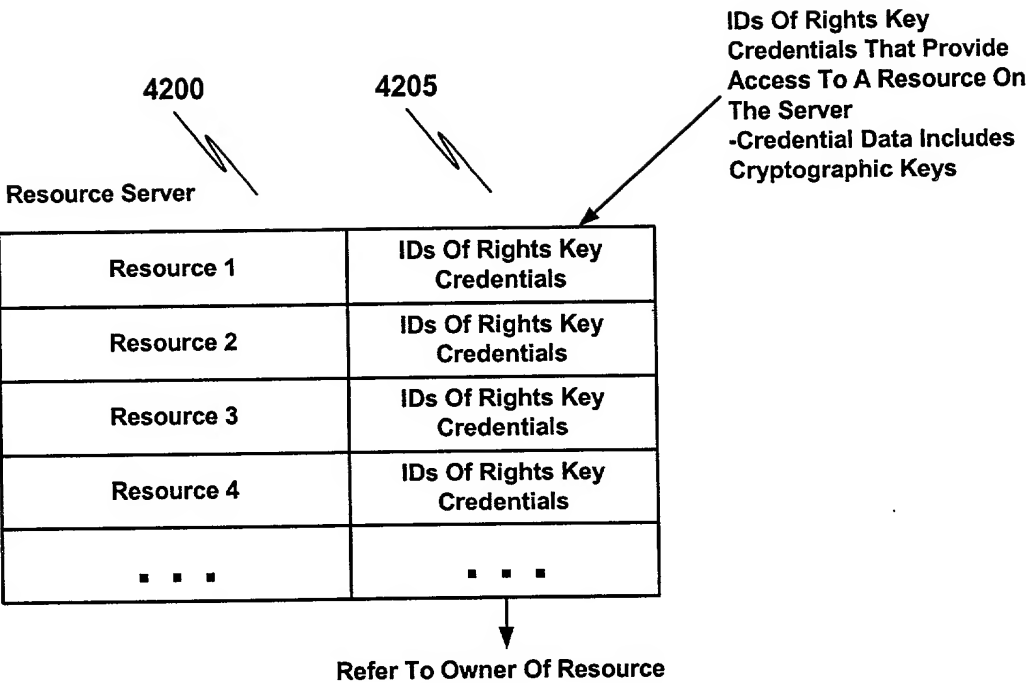 IDs Of Rights Key
Credentials That Provide
Access To A Resource On
The Server
-Credential Data Includes
Cryptographic Keys
4200
4205
Resource Server
Resource 1
IDs Of Rights Key
Credentials
Resource 2
IDs Of Rights Key
Credentials
Resource 3
IDs Of Rights Key
Credentials
Resource 4
IDs Of Rights Key
Credentials
. . .
. . .
Refer To Owner Of Resource